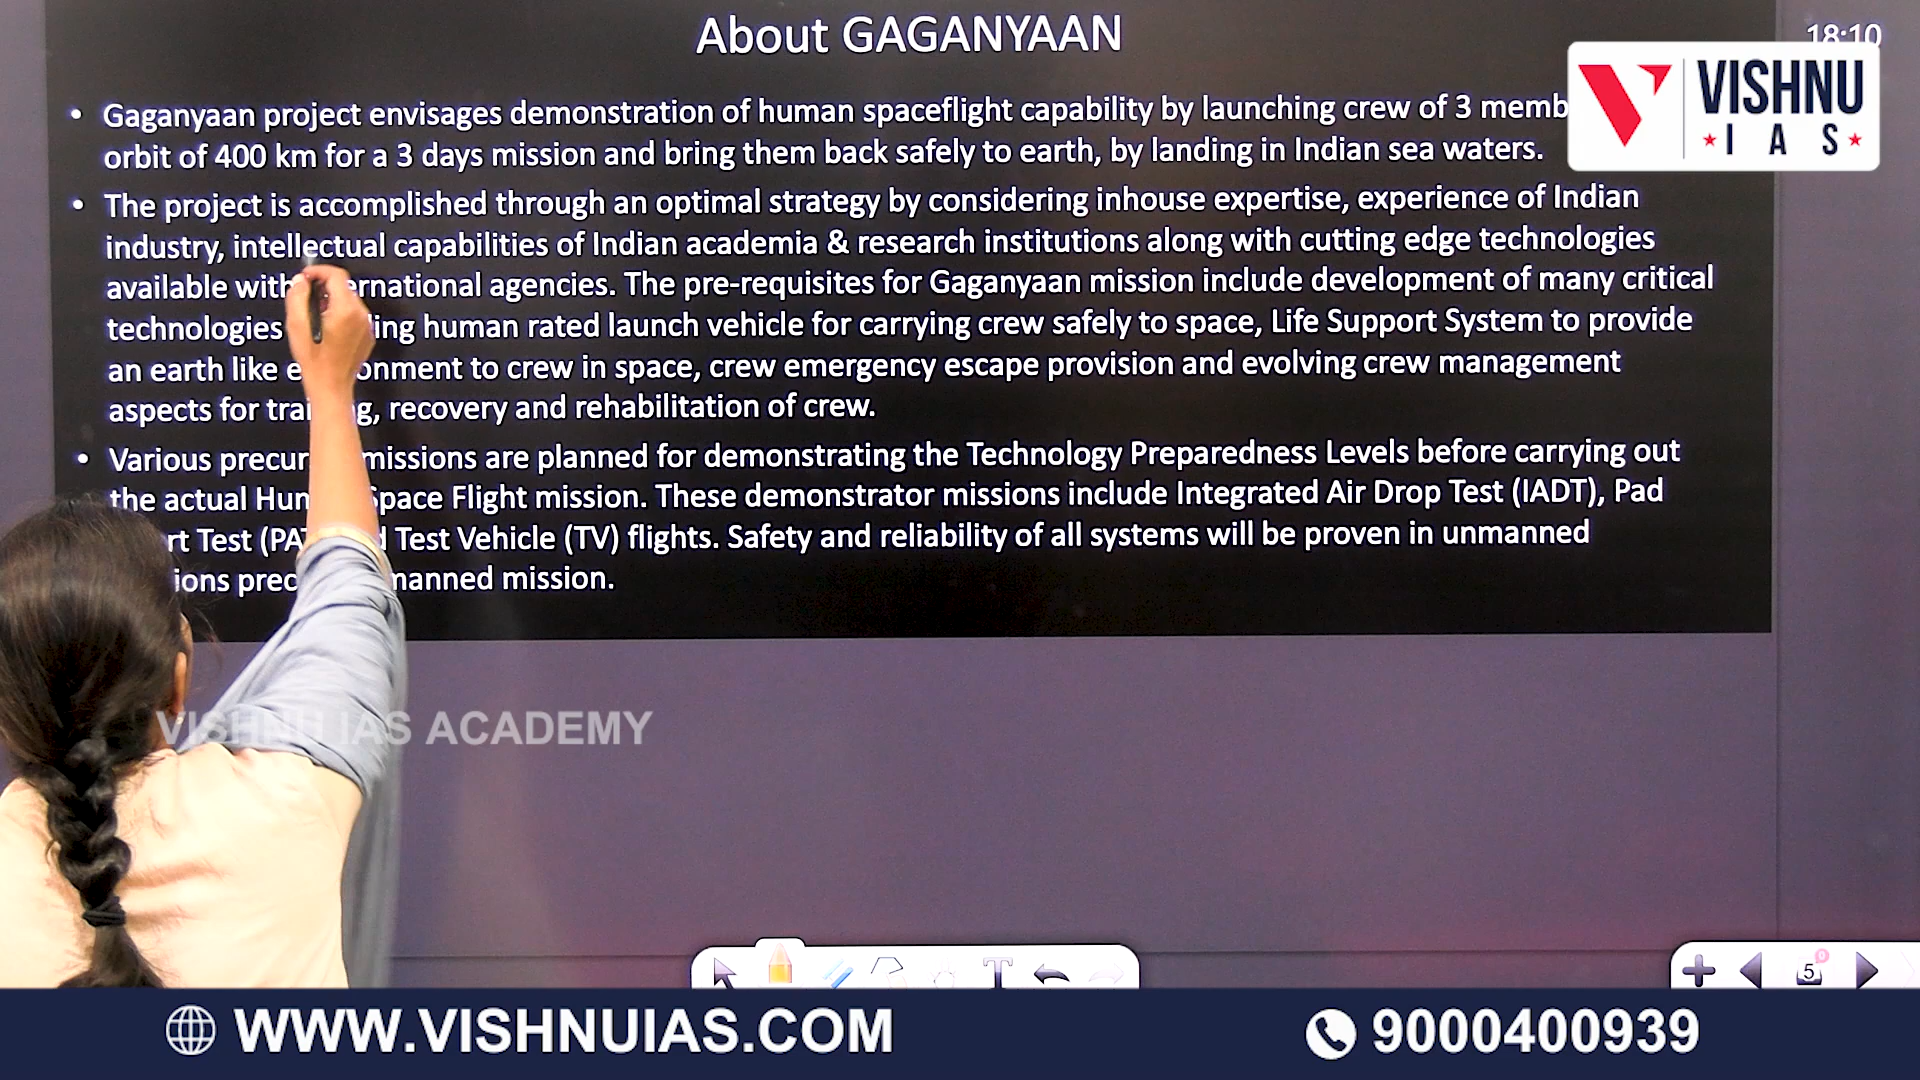 About GAGANYAAN
18:10
VISHNU
IAS
• Gaganyaan project envisages demonstration of human spaceflight capability by launching crew of 3 memb
orbit of 400 km for a 3 days mission and bring them back safely to earth, by landing in Indian sea waters.
• The project is accomplished through an optimal strategy by considering inhouse expertise, experience of Indian
industry, intellectual capabilities of Indian academia & research institutions along with cutting edge technologies
available with ernational agencies. The pre-requisites for Gaganyaan mission include development of many critical
technologies ing human rated launch vehicle for carrying crew safely to space, Life Support System to provide
an earth like e onment to crew in space, crew emergency escape provision and evolving crew management
aspects for trai g, recovery and rehabilitation of crew.
• Various precur missions are planned for demonstrating the Technology Preparedness Levels before carrying out
the actual Hum Space Flight mission. These demonstrator missions include Integrated Air Drop Test (IADT), Pad
rt Test (PAT d Test Vehicle (TV) flights. Safety and reliability of all systems will be proven in unmanned
ions prec manned mission.
VISHNU IAS ACADEMY
5
WWW.VISHNUIAS.COM
9000400939